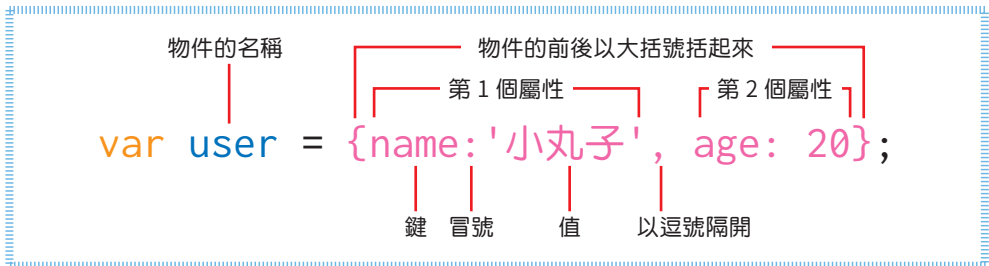 物件的名稱 物件的前後以大括號括起來
第 1 個屬性 第 2 個屬性
var user = {name:'小丸子', age: 20};
鍵 冒號 值 以逗號隔開